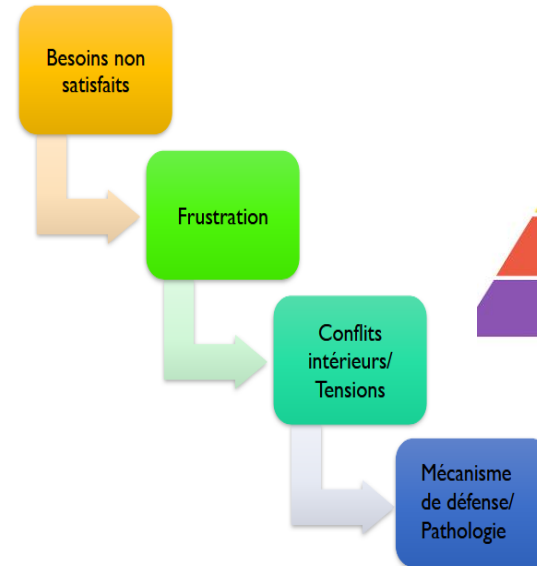 Besoins non
satisfaits
Frustration
Conflits
intérieurs/
Tensions
Mécanisme
de défense/
Pathologie